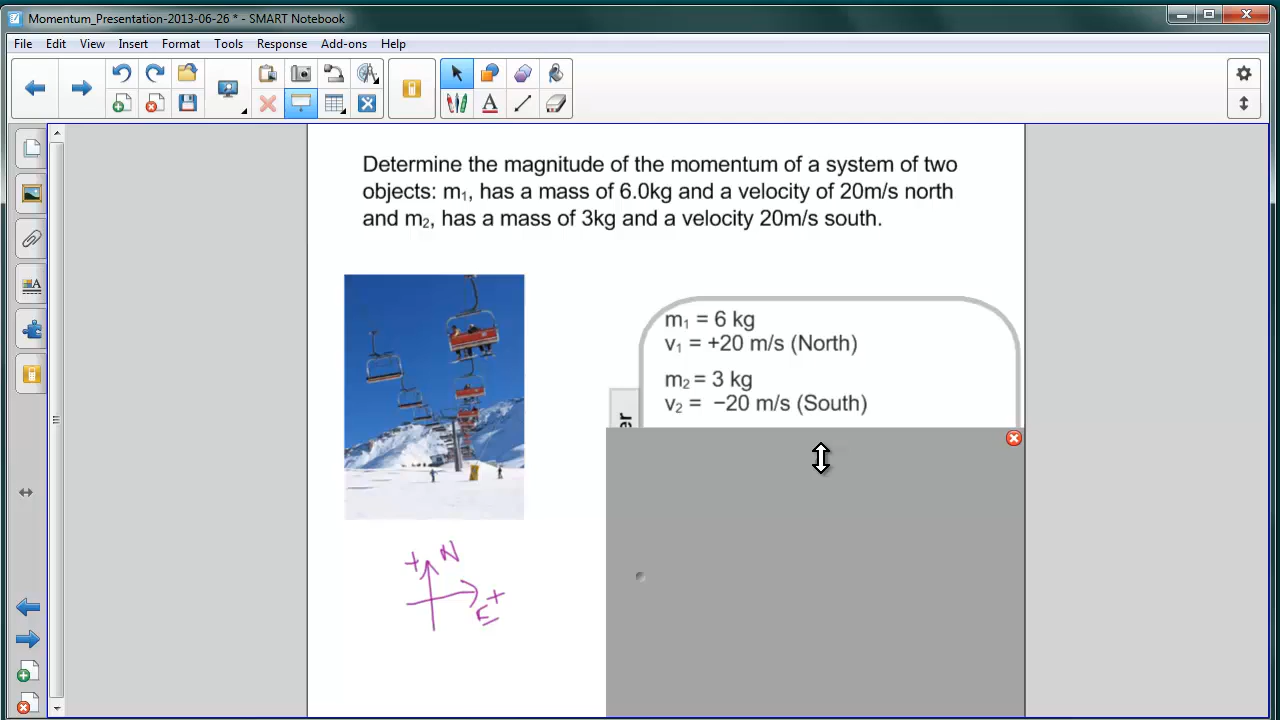 Momentum_Presentation-2013-06-26 * - SMART Notebook
File Edit View Insert Format Tools Response Add-ons Help
Determine the magnitude of the momentum of a system of two
objects: m₁, has a mass of 6.0kg and a velocity of 20m/s north
and m₂, has a mass of 3kg and a velocity 20m/s south.
m₁ = 6 kg
v₁ = +20 m/s (North)
m₂ = 3 kg
v₂ = −20 m/s (South)
+ N
E +